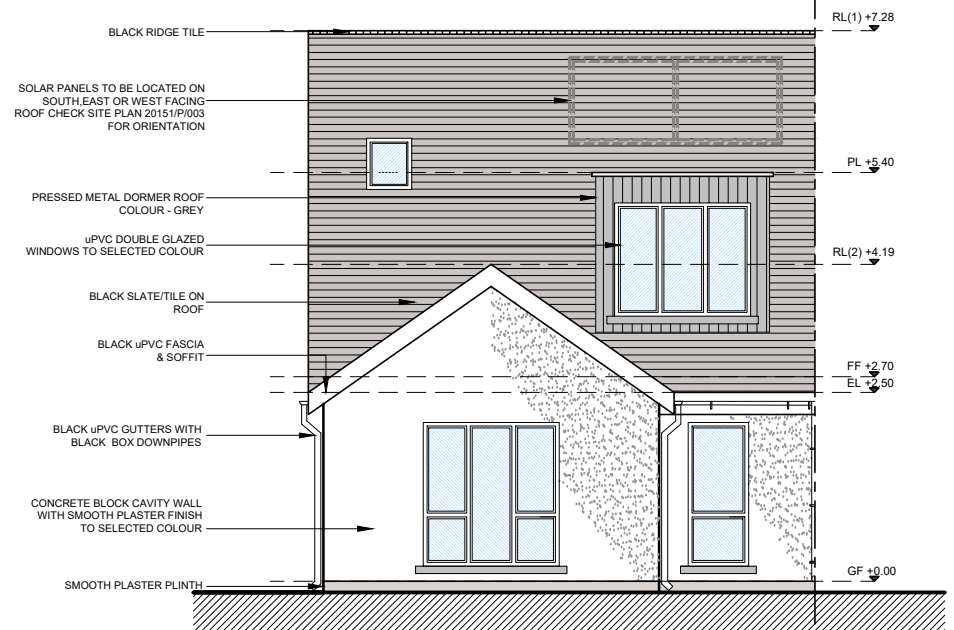 RL(1) +7.28
BLACK RIDGE TILE
SOLAR PANELS TO BE LOCATED ON
SOUTH,EAST OR WEST FACING
ROOF CHECK SITE PLAN 20151/P/003
FOR ORIENTATION
PL +5.40
PRESSED METAL DORMER ROOF
COLOUR - GREY
uPVC DOUBLE GLAZED
WINDOWS TO SELECTED COLOUR
RL(2) +4.19
BLACK SLATE/TILE ON
ROOF
BLACK uPVC FASCIA
& SOFFIT
FF +2.70
EL +2.50
BLACK uPVC GUTTERS WITH
BLACK BOX DOWNPIPES
CONCRETE BLOCK CAVITY WALL
WITH SMOOTH PLASTER FINISH
TO SELECTED COLOUR
GF +0.00
SMOOTH PLASTER PLINTH